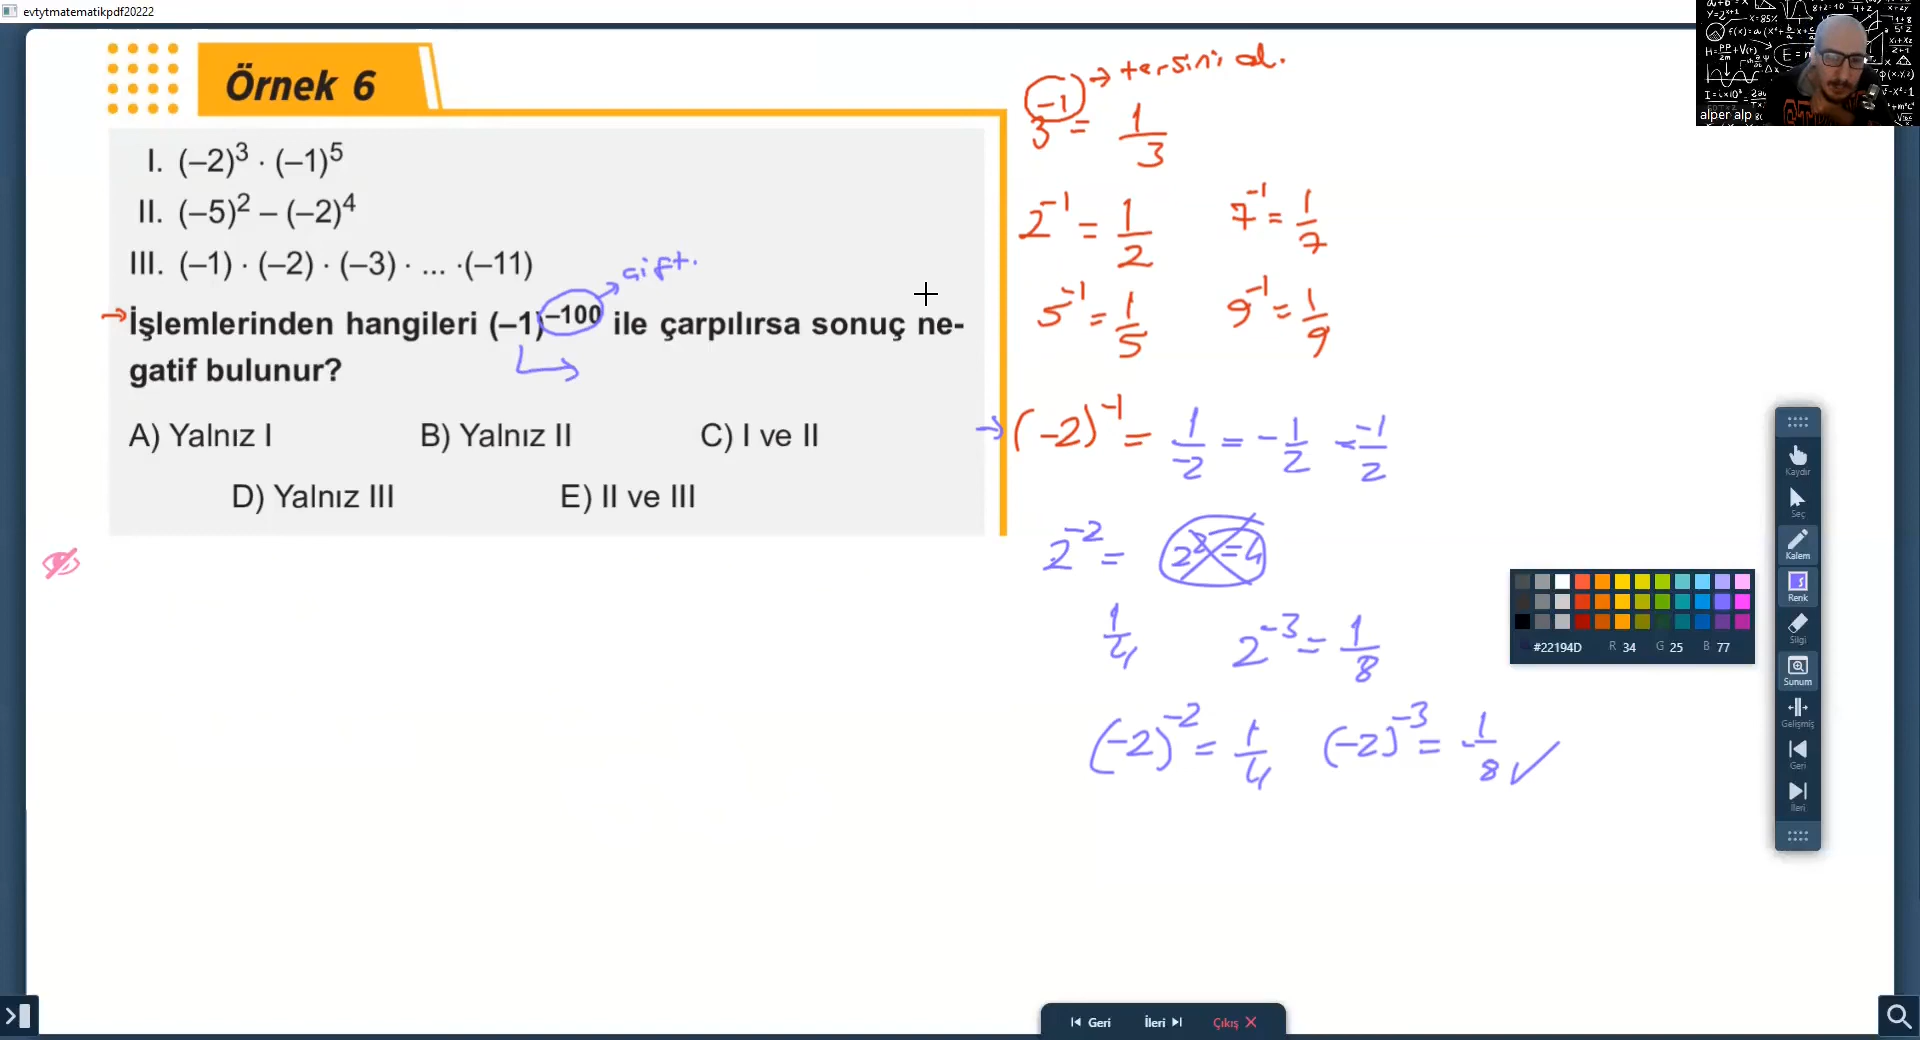 evtytmatematikpdf20222
Örnek 6
I. (–2)³ · (–1)⁵
II. (–5)² – (–2)⁴
III. (–1) · (–2) · (–3) · ... ·(–11)
çift.
İşlemlerinden hangileri (–1)⁻¹⁰⁰ ile çarpılırsa sonuç ne-
gatif bulunur?
A) Yalnız I B) Yalnız II C) I ve II
D) Yalnız III E) II ve III
3⁻¹ = 1/3 → tersini al.
2⁻¹ = 1/2 7⁻¹ = 1/7
5⁻¹ = 1/5 9⁻¹ = 1/9
→ (-2)⁻¹ = 1/-2 = -1/2 = -1/2
2⁻² = 2² = 4
1/4 2⁻³ = 1/8
(-2)⁻² = 1/4 (-2)⁻³ = -1/8 ✓
alper alp
Kaydır
Seç
Kalem
Renk
Silgi
Sunum
Gelişmiş
Geri
İleri
#22194D R 34 G 25 B 77
Geri İleri Çıkış